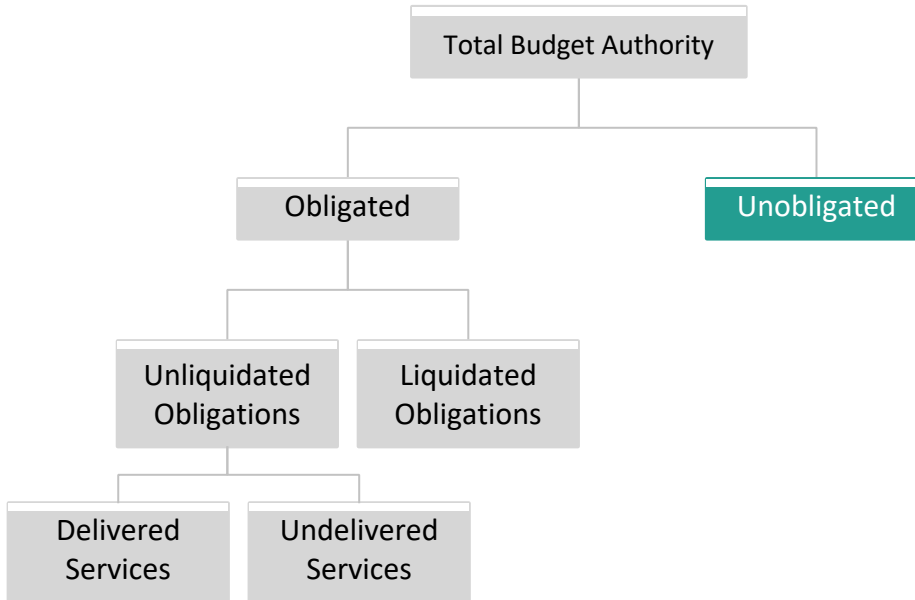 Total Budget Authority
Obligated
Unobligated
Unliquidated
Obligations
Liquidated
Obligations
Delivered
Services
Undelivered
Services